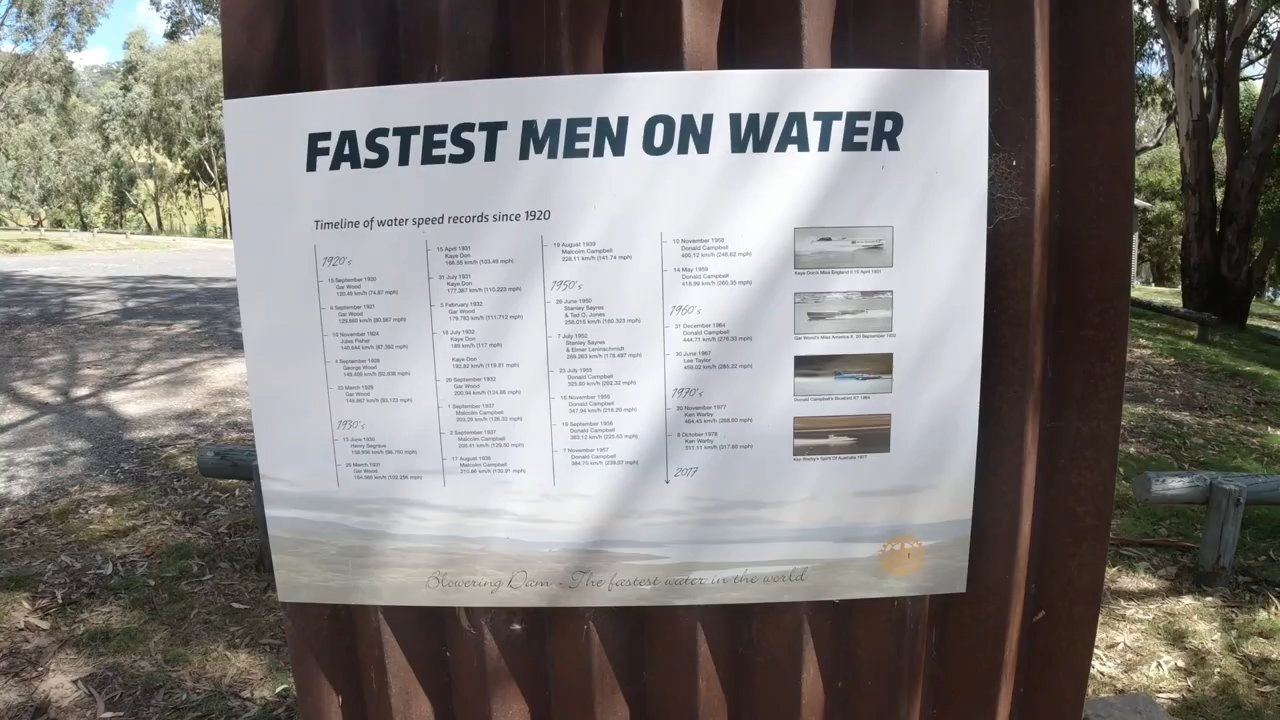 FASTEST MEN ON WATER
Timeline of water speed records since 1920
1920's
15 September 1920
Gar Wood
120.49 km/h (74.87 mph)
6 September 1921
Gar Wood
129.660 km/h (80.567 mph)
10 November 1924
Jules Fisher
140.644 km/h (87.392 mph)
4 September 1928
George Wood
149.409 km/h (92.838 mph)
23 March 1929
Gar Wood
149.867 km/h (93.123 mph)
1930's
13 June 1930
Henry Segrave
158.938 km/h (98.760 mph)
20 March 1931
Gar Wood
164.565 km/h (102.256 mph)
15 April 1931
Kaye Don
166.55 km/h (103.49 mph)
31 July 1931
Kaye Don
177.387 km/h (110.223 mph)
5 February 1932
Gar Wood
179.783 km/h (111.712 mph)
18 July 1932
Kaye Don
189 km/h (117 mph)
Kaye Don
192.82 km/h (119.81 mph)
20 September 1932
Gar Wood
200.94 km/h (124.86 mph)
1 September 1937
Malcolm Campbell
203.29 km/h (126.32 mph)
2 September 1937
Malcolm Campbell
208.41 km/h (129.50 mph)
17 August 1938
Malcolm Campbell
210.68 km/h (130.91 mph)
19 August 1939
Malcolm Campbell
228.11 km/h (141.74 mph)
1950's
26 June 1950
Stanley Sayres
& Ted O. Jones
258.015 km/h (160.323 mph)
7 July 1952
Stanley Sayres
& Elmer Leninschmidt
289.263 km/h (178.497 mph)
23 July 1955
Donald Campbell
325.60 km/h (202.32 mph)
16 November 1955
Donald Campbell
347.94 km/h (216.20 mph)
19 September 1956
Donald Campbell
363.12 km/h (225.63 mph)
7 November 1957
Donald Campbell
384.75 km/h (239.07 mph)
10 November 1958
Donald Campbell
400.12 km/h (248.62 mph)
14 May 1959
Donald Campbell
418.99 km/h (260.35 mph)
1960's
31 December 1964
Donald Campbell
444.71 km/h (276.33 mph)
30 June 1967
Lee Taylor
459.02 km/h (285.22 mph)
1970's
20 November 1977
Ken Warby
464.45 km/h (288.60 mph)
8 October 1978
Ken Warby
511.11 km/h (317.60 mph)
2017
Kaye Don's Miss England II 15 April 1931
Gar Wood's Miss America X 20 September 1932
Donald Campbell's Bluebird K7 1964
Ken Warby's Spirit Of Australia 1977
Blowering Dam - The fastest water in the world